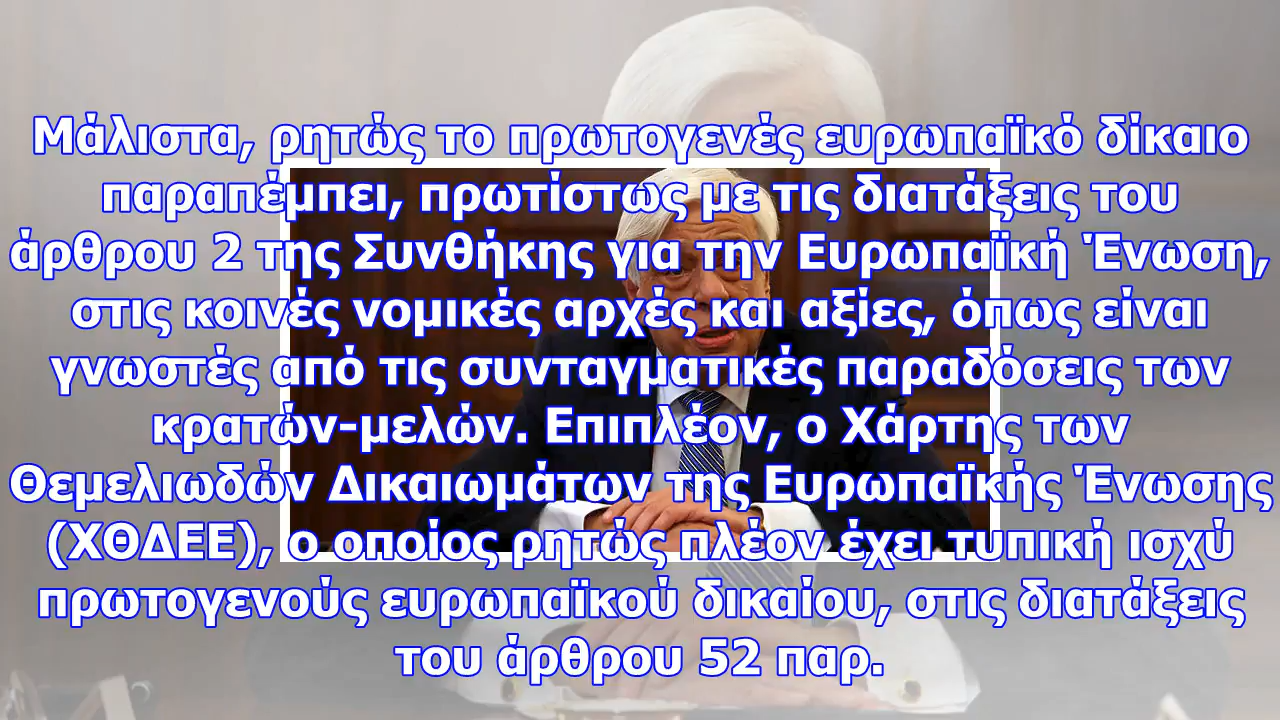 Μάλιστα, ρητώς το πρωτογενές ευρωπαϊκό δίκαιο
παραπέμπει, πρωτίστως με τις διατάξεις του
άρθρου 2 της Συνθήκης για την Ευρωπαϊκή Ένωση,
στις κοινές νομικές αρχές και αξίες, όπως είναι
γνωστές από τις συνταγματικές παραδόσεις των
κρατών-μελών. Επιπλέον, ο Χάρτης των
Θεμελιωδών Δικαιωμάτων της Ευρωπαϊκής Ένωσης
(ΧΘΔΕΕ), ο οποίος ρητώς πλέον έχει τυπική ισχύ
πρωτογενούς ευρωπαϊκού δικαίου, στις διατάξεις
του άρθρου 52 παρ.